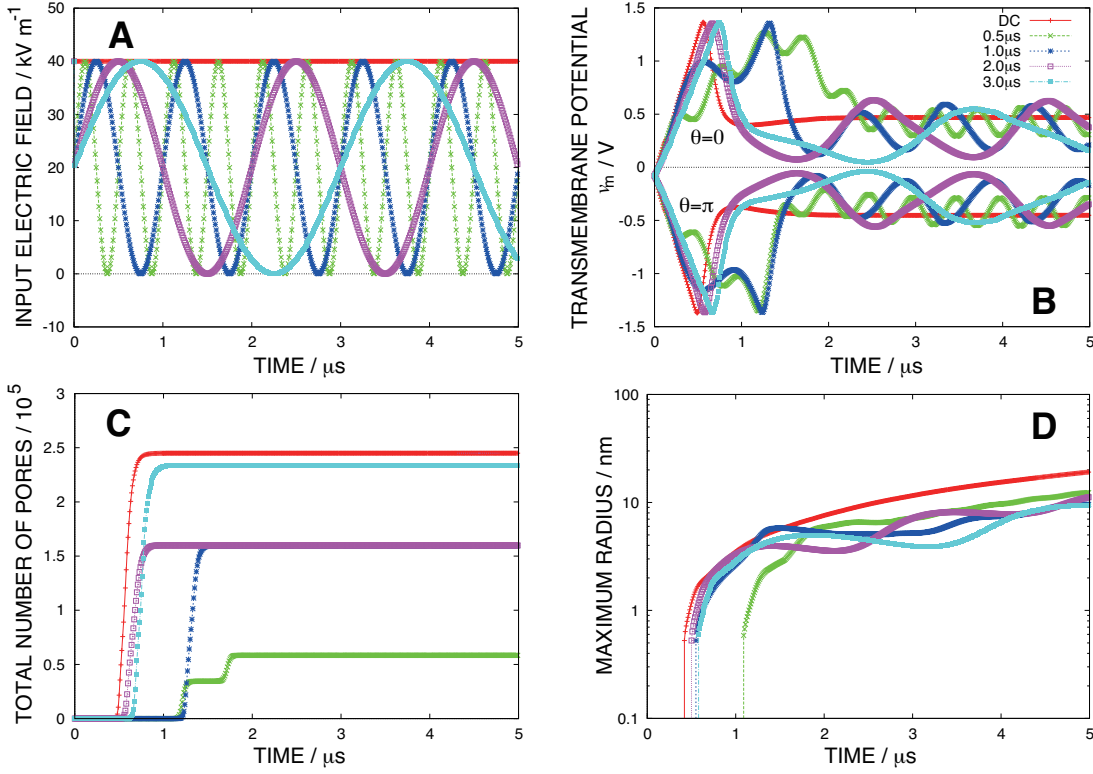 A
INPUT ELECTRIC FIELD / kV m⁻¹
50
40
30
20
10
0
-10
0
1
2
3
4
5
TIME / μs
B
TRANSMEMBRANE POTENTIAL
νm / V
1.5
1
0.5
0
-0.5
-1
-1.5
DC
0.5μs
1.0μs
2.0μs
3.0μs
θ=0
θ=π
0
1
2
3
4
5
TIME / μs
C
TOTAL NUMBER OF PORES / 10⁵
3
2.5
2
1.5
1
0.5
0
0
1
2
3
4
5
TIME / μs
D
MAXIMUM RADIUS / nm
100
10
1
0.1
0
1
2
3
4
5
TIME / μs